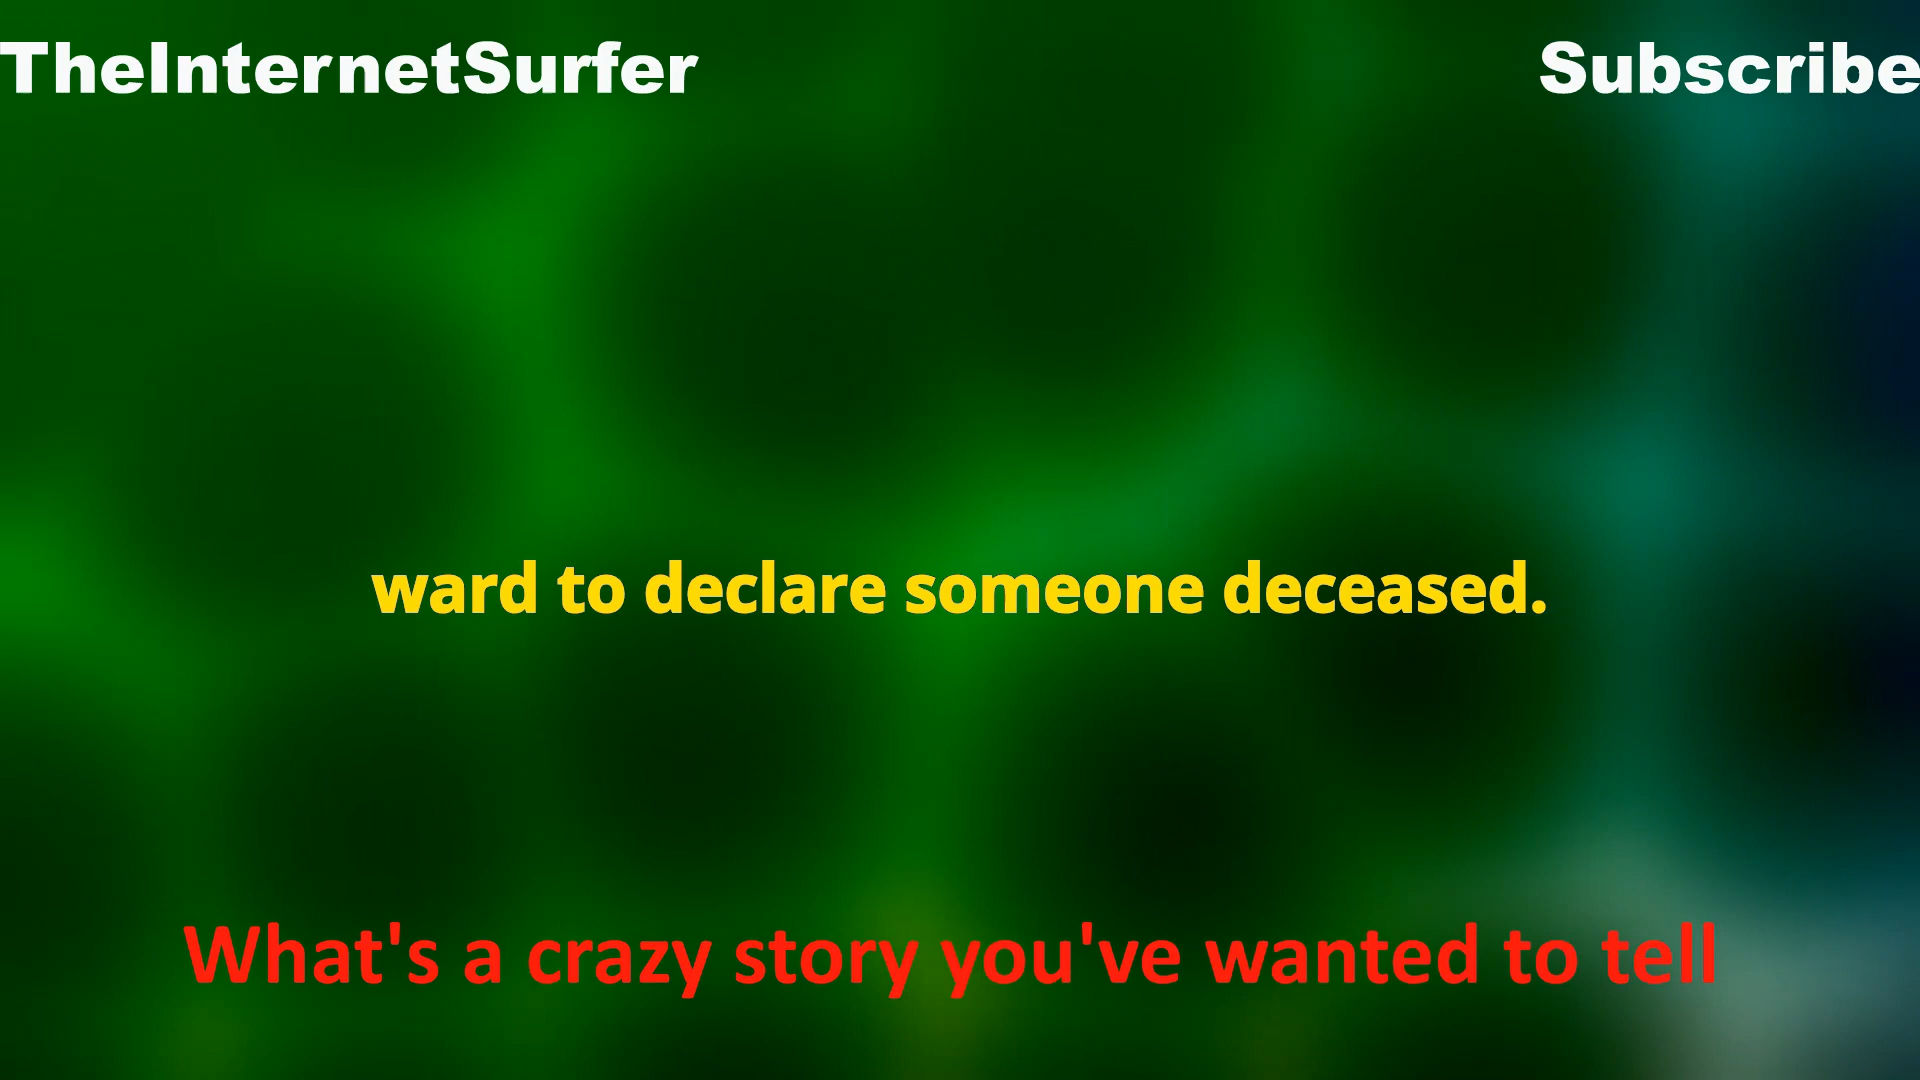 TheInternetSurfer Subscribe
ward to declare someone deceased.
What's a crazy story you've wanted to tell